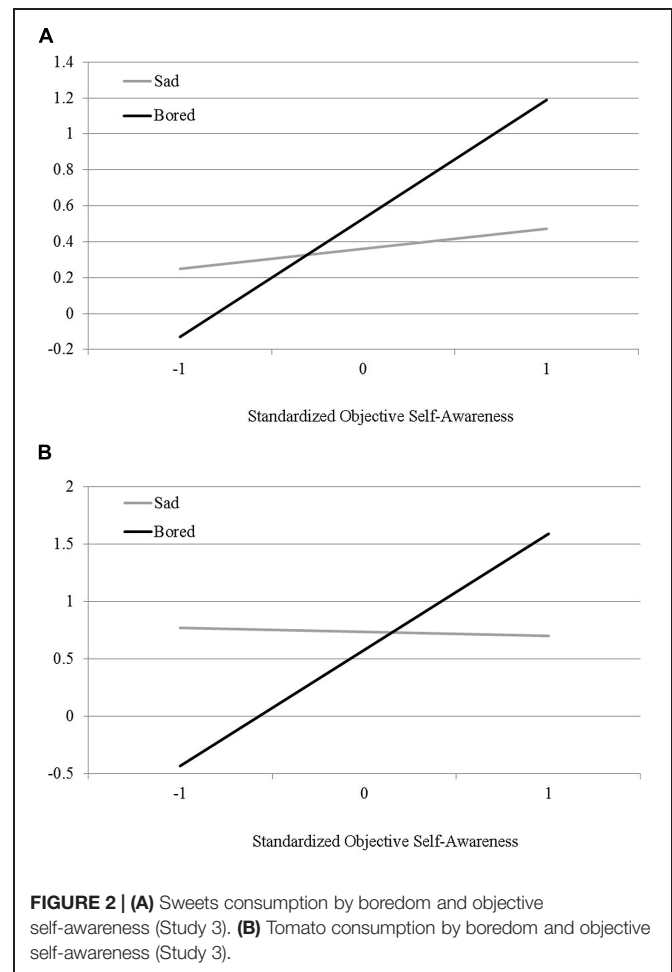 A
1.4
1.2
1
0.8
0.6
0.4
0.2
0
-0.2
Sad
Bored
-1
0
1
Standardized Objective Self-Awareness
B
2
1.5
1
0.5
0
-0.5
Sad
Bored
-1
0
1
Standardized Objective Self-Awareness
FIGURE 2 | (A) Sweets consumption by boredom and objective
self-awareness (Study 3). (B) Tomato consumption by boredom and objective
self-awareness (Study 3).